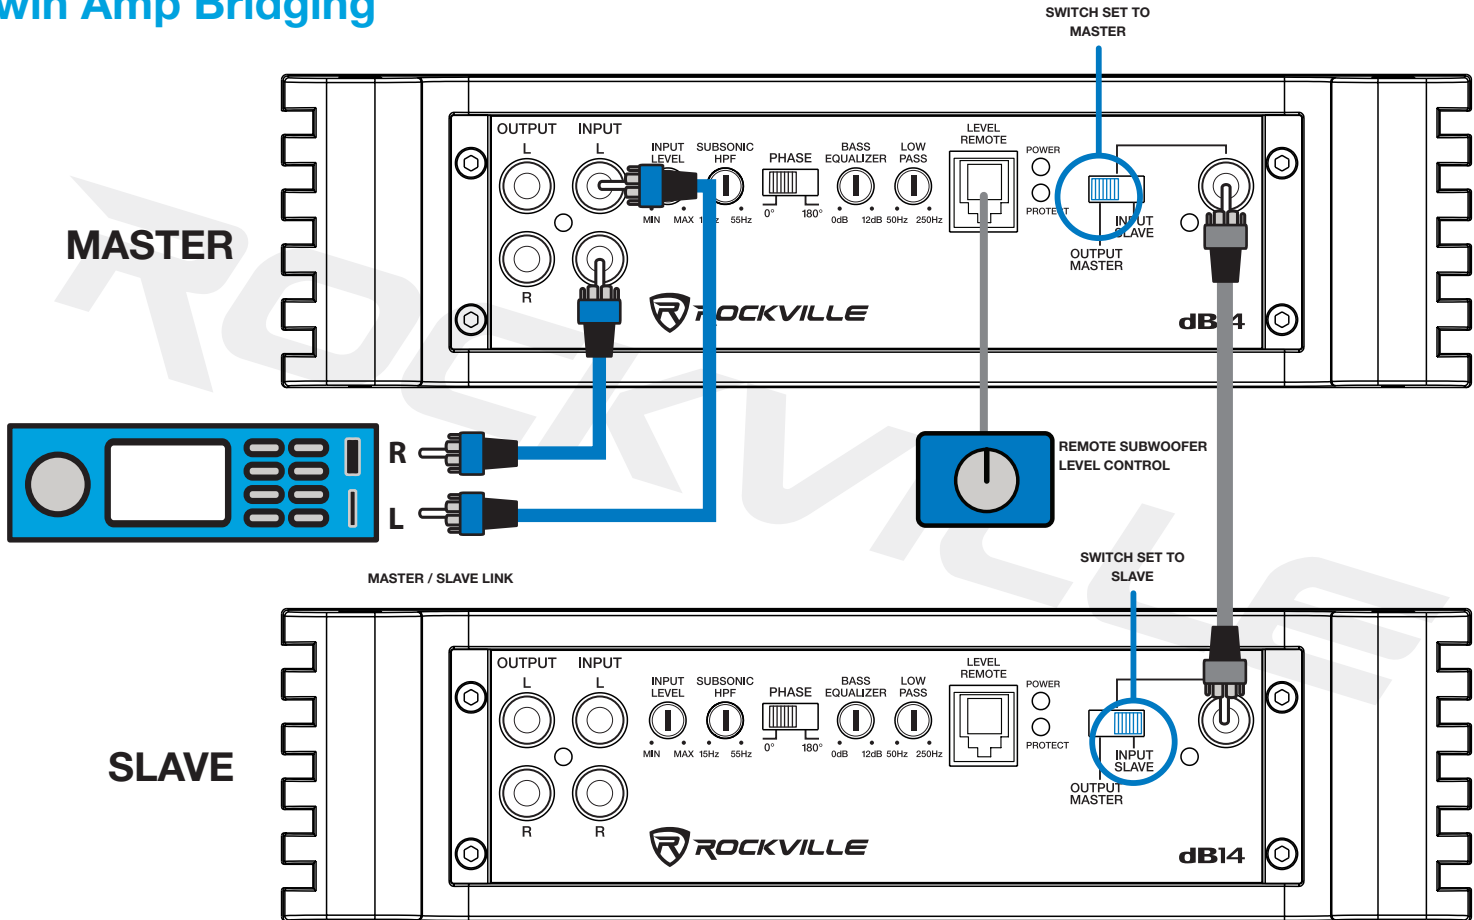 win Amp Bridging
SWITCH SET TO
MASTER
MASTER
OUTPUT INPUT
L L
INPUT
LEVEL
SUBSONIC
HPF
PHASE
BASS
EQUALIZER
LOW
PASS
LEVEL
REMOTE
POWER
PROTECT
MIN MAX
55Hz
0° 180°
0dB 12dB
50Hz 250Hz
INPUT
SLAVE
OUTPUT
MASTER
R
ROCKVILLE
dB14
ROCKVILLE
R
L
REMOTE SUBWOOFER
LEVEL CONTROL
MASTER / SLAVE LINK
SWITCH SET TO
SLAVE
SLAVE
OUTPUT INPUT
L L
INPUT
LEVEL
SUBSONIC
HPF
PHASE
BASS
EQUALIZER
LOW
PASS
LEVEL
REMOTE
POWER
PROTECT
MIN MAX
15Hz 55Hz
0° 180°
0dB 12dB
50Hz 250Hz
INPUT
SLAVE
OUTPUT
MASTER
R R
ROCKVILLE
dB14